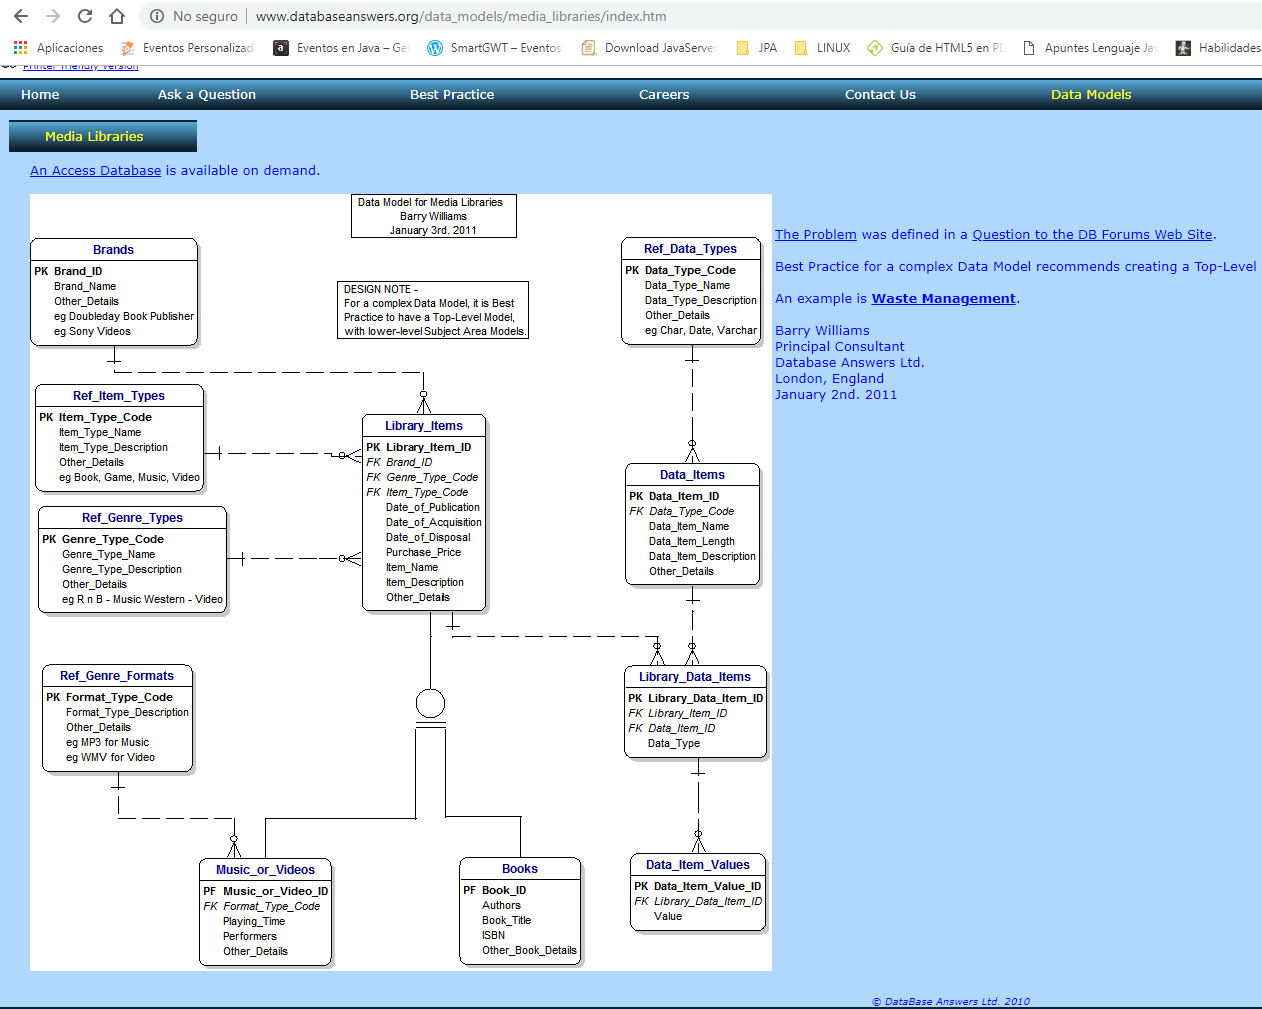 No seguro
www.databaseanswers.org/data_models/media_libraries/index.htm
Aplicaciones
Eventos Personalizad
Eventos en Java – Ge
SmartGWT – Eventos
Download JavaServer
JPA
LINUX
Guía de HTML5 en PD
Apuntes Lenguaje Ja
Habilidades
Printer-friendly version
Home
Ask a Question
Best Practice
Careers
Contact Us
Data Models
Media Libraries
An Access Database is available on demand.
Data Model for Media Libraries
Barry Williams
January 3rd. 2011
DESIGN NOTE -
For a complex Data Model, it is Best
Practice to have a Top-Level Model,
with lower-level Subject Area Models.
Brands
PK Brand_ID
Brand_Name
Other_Details
eg Doubleday Book Publisher
eg Sony Videos
Ref_Item_Types
PK Item_Type_Code
Item_Type_Name
Item_Type_Description
Other_Details
eg Book, Game, Music, Video
Ref_Genre_Types
PK Genre_Type_Code
Genre_Type_Name
Genre_Type_Description
Other_Details
eg R n B - Music Western - Video
Ref_Genre_Formats
PK Format_Type_Code
Format_Type_Description
Other_Details
eg MP3 for Music
eg WMV for Video
Library_Items
PK Library_Item_ID
FK Brand_ID
FK Genre_Type_Code
FK Item_Type_Code
Date_of_Publication
Date_of_Acquisition
Date_of_Disposal
Purchase_Price
Item_Name
Item_Description
Other_Details
Music_or_Videos
PF Music_or_Video_ID
FK Format_Type_Code
Playing_Time
Performers
Other_Details
Books
PF Book_ID
Authors
Book_Title
ISBN
Other_Book_Details
Ref_Data_Types
PK Data_Type_Code
Data_Type_Name
Data_Type_Description
Other_Details
eg Char, Date, Varchar
Data_Items
PK Data_Item_ID
FK Data_Type_Code
Data_Item_Name
Data_Item_Length
Data_Item_Description
Other_Details
Library_Data_Items
PK Library_Data_Item_ID
FK Library_Item_ID
FK Data_Item_ID
Data_Type
Data_Item_Values
PK Data_Item_Value_ID
FK Library_Data_Item_ID
Value
The Problem was defined in a Question to the DB Forums Web Site.
Best Practice for a complex Data Model recommends creating a Top-Level
An example is Waste Management.
Barry Williams
Principal Consultant
Database Answers Ltd.
London, England
January 2nd. 2011
© DataBase Answers Ltd. 2010